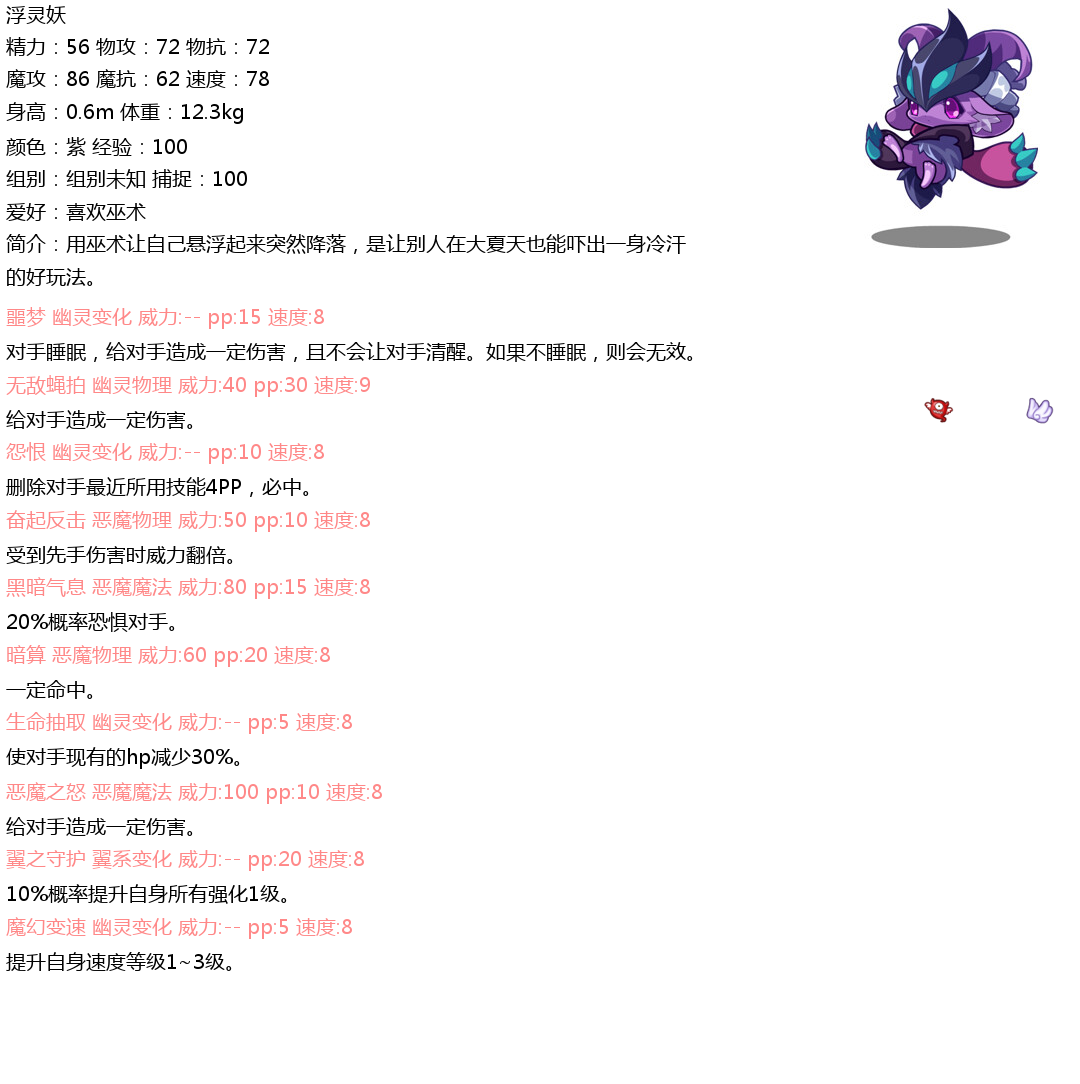 浮灵妖
精力：56 物攻：72 物抗：72
魔攻：86 魔抗：62 速度：78
身高：0.6m 体重：12.3kg
颜色：紫 经验：100
组别：组别未知 捕捉：100
爱好：喜欢巫术
简介：用巫术让自己悬浮起来突然降落，是让别人在大夏天也能吓出一身冷汗
的好玩法。
噩梦 幽灵变化 威力:-- pp:15 速度:8
对手睡眠，给对手造成一定伤害，且不会让对手清醒。如果不睡眠，则会无效。
无敌蝇拍 幽灵物理 威力:40 pp:30 速度:9
给对手造成一定伤害。
怨恨 幽灵变化 威力:-- pp:10 速度:8
删除对手最近所用技能4PP，必中。
奋起反击 恶魔物理 威力:50 pp:10 速度:8
受到先手伤害时威力翻倍。
黑暗气息 恶魔魔法 威力:80 pp:15 速度:8
20%概率恐惧对手。
暗算 恶魔物理 威力:60 pp:20 速度:8
一定命中。
生命抽取 幽灵变化 威力:-- pp:5 速度:8
使对手现有的hp减少30%。
恶魔之怒 恶魔魔法 威力:100 pp:10 速度:8
给对手造成一定伤害。
翼之守护 翼系变化 威力:-- pp:20 速度:8
10%概率提升自身所有强化1级。
魔幻变速 幽灵变化 威力:-- pp:5 速度:8
提升自身速度等级1~3级。